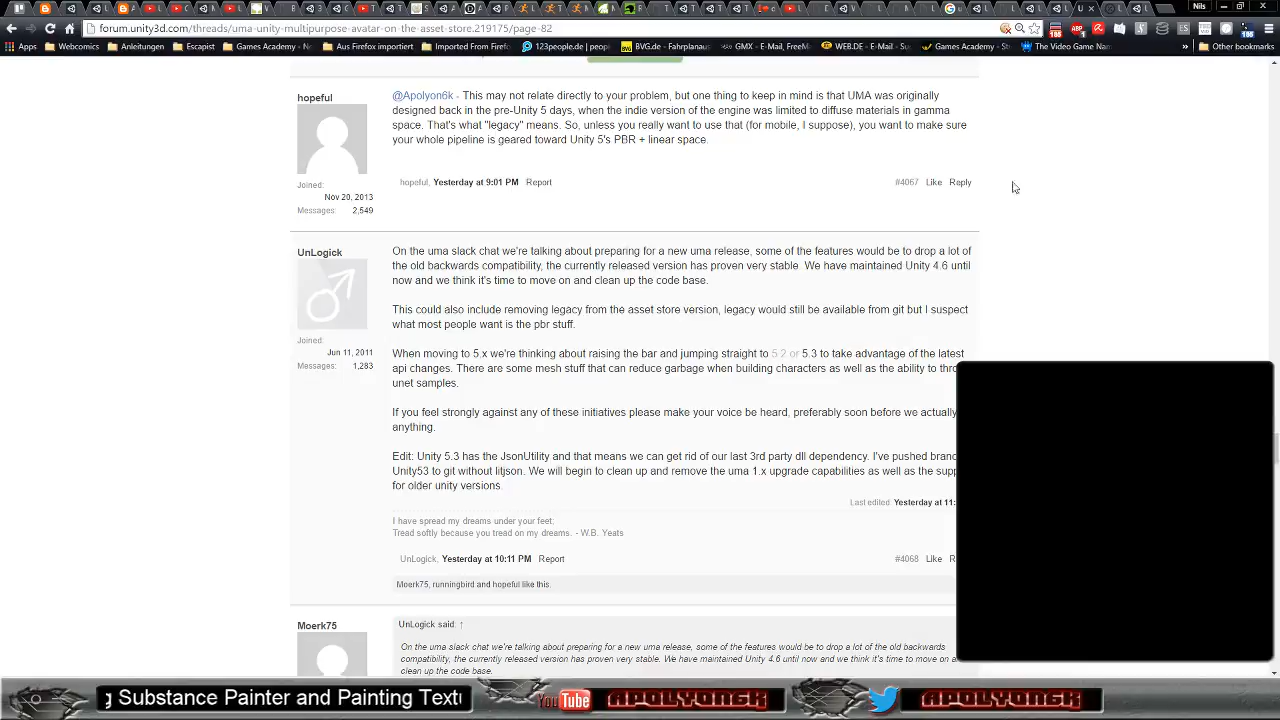 Nils
forum.unity3d.com/threads/uma-unity-multipurpose-avatar-on-the-asset-store.219175/page-82
Apps Webcomics Anleitungen Escapist Games Academy - Aus Firefox importiert Imported From Firefox 123people.de | peop BVG.de - Fahrplanaus GMX - E-Mail, FreeMe WEB.DE - E-Mail - Su Games Academy - Stu The Video Game Nam » Other bookmarks
hopeful
@Apolyon6k - This may not relate directly to your problem, but one thing to keep in mind is that UMA was originally
designed back in the pre-Unity 5 days, when the indie version of the engine was limited to diffuse materials in gamma
space. That's what "legacy" means. So, unless you really want to use that (for mobile, I suppose), you want to make sure
your whole pipeline is geared toward Unity 5's PBR + linear space.
Joined:
Nov 20, 2013
Messages: 2,549
hopeful, Yesterday at 9:01 PM Report #4067 Like Reply
UnLogick
On the uma slack chat we're talking about preparing for a new uma release, some of the features would be to drop a lot of
the old backwards compatibility, the currently released version has proven very stable. We have maintained Unity 4.6 until
now and we think it's time to move on and clean up the code base.
This could also include removing legacy from the asset store version, legacy would still be available from git but I suspect
what most people want is the pbr stuff.
Joined:
Jun 11, 2011
Messages: 1,283
When moving to 5.x we're thinking about raising the bar and jumping straight to 5.2 or 5.3 to take advantage of the latest
api changes. There are some mesh stuff that can reduce garbage when building characters as well as the ability to thro
unet samples.
If you feel strongly against any of these initiatives please make your voice be heard, preferably soon before we actually
anything.
Edit: Unity 5.3 has the JsonUtility and that means we can get rid of our last 3rd party dll dependency. I've pushed branc
Unity53 to git without litjson. We will begin to clean up and remove the uma 1.x upgrade capabilities as well as the supp
for older unity versions.
Last edited: Yesterday at 11:
I have spread my dreams under your feet;
Tread softly because you tread on my dreams. - W.B. Yeats
UnLogick, Yesterday at 10:11 PM Report #4068 Like R
Moerk75, runningbird and hopeful like this.
Moerk75
UnLogick said: ↑
On the uma slack chat we're talking about preparing for a new uma release, some of the features would be to drop a lot of the old backwards
compatibility, the currently released version has proven very stable. We have maintained Unity 4.6 until now and we think it's time to move on a
clean up the code base.
g Substance Painter and Painting Textu YouTube APOLYON6K APOLYON6K